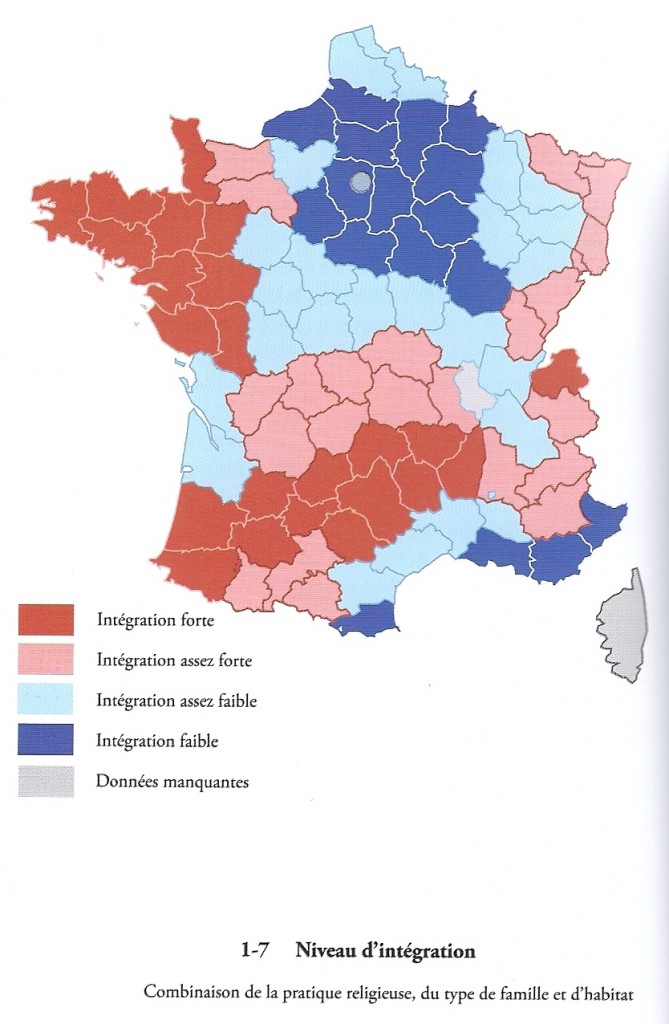 Intégration forte
Intégration assez forte
Intégration assez faible
Intégration faible
Données manquantes
1-7 Niveau d'intégration
Combinaison de la pratique religieuse, du type de famille et d'habitat